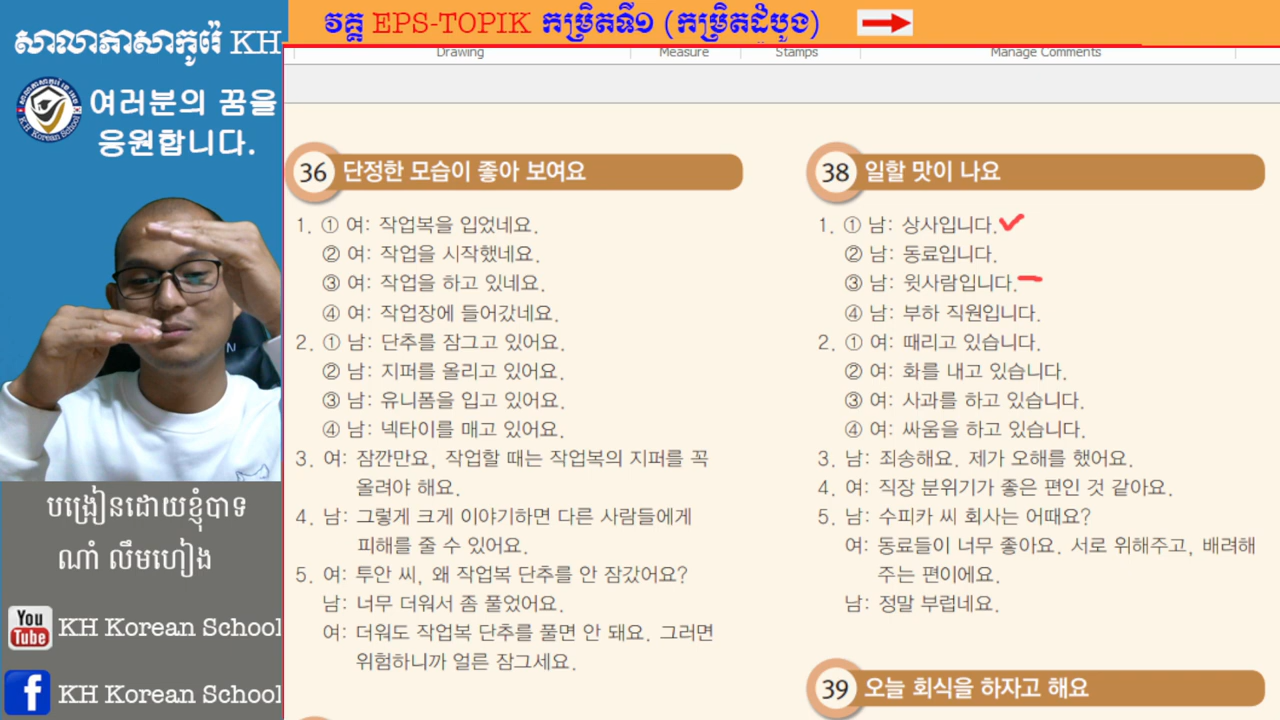 សាលាភាសាកូរ៉េ KH
여러분의 꿈을
응원합니다.
KH Korean School
បង្រៀនដោយខ្ញុំបាទ
ណាំ លឹមហៀង
You Tube KH Korean School
f KH Korean School
វគ្គ EPS-TOPIK កម្រិតទី១ (កម្រិតដំបូង)
Drawing Measure Stamps Manage Comments
36 단정한 모습이 좋아 보여요
1. ① 여: 작업복을 입었네요.
② 여: 작업을 시작했네요.
③ 여: 작업을 하고 있네요.
④ 여: 작업장에 들어갔네요.
2. ① 남: 단추를 잠그고 있어요.
② 남: 지퍼를 올리고 있어요.
③ 남: 유니폼을 입고 있어요.
④ 남: 넥타이를 매고 있어요.
3. 여: 잠깐만요, 작업할 때는 작업복의 지퍼를 꼭
올려야 해요.
4. 남: 그렇게 크게 이야기하면 다른 사람들에게
피해를 줄 수 있어요.
5. 여: 투안 씨, 왜 작업복 단추를 안 잠갔어요?
남: 너무 더워서 좀 풀었어요.
여: 더워도 작업복 단추를 풀면 안 돼요. 그러면
위험하니까 얼른 잠그세요.
38 일할 맛이 나요
1. ① 남: 상사입니다.
② 남: 동료입니다.
③ 남: 윗사람입니다.
④ 남: 부하 직원입니다.
2. ① 여: 때리고 있습니다.
② 여: 화를 내고 있습니다.
③ 여: 사과를 하고 있습니다.
④ 여: 싸움을 하고 있습니다.
3. 남: 죄송해요. 제가 오해를 했어요.
4. 여: 직장 분위기가 좋은 편인 것 같아요.
5. 남: 수피카 씨 회사는 어때요?
여: 동료들이 너무 좋아요. 서로 위해주고, 배려해
주는 편이에요.
남: 정말 부럽네요.
39 오늘 회식을 하자고 해요